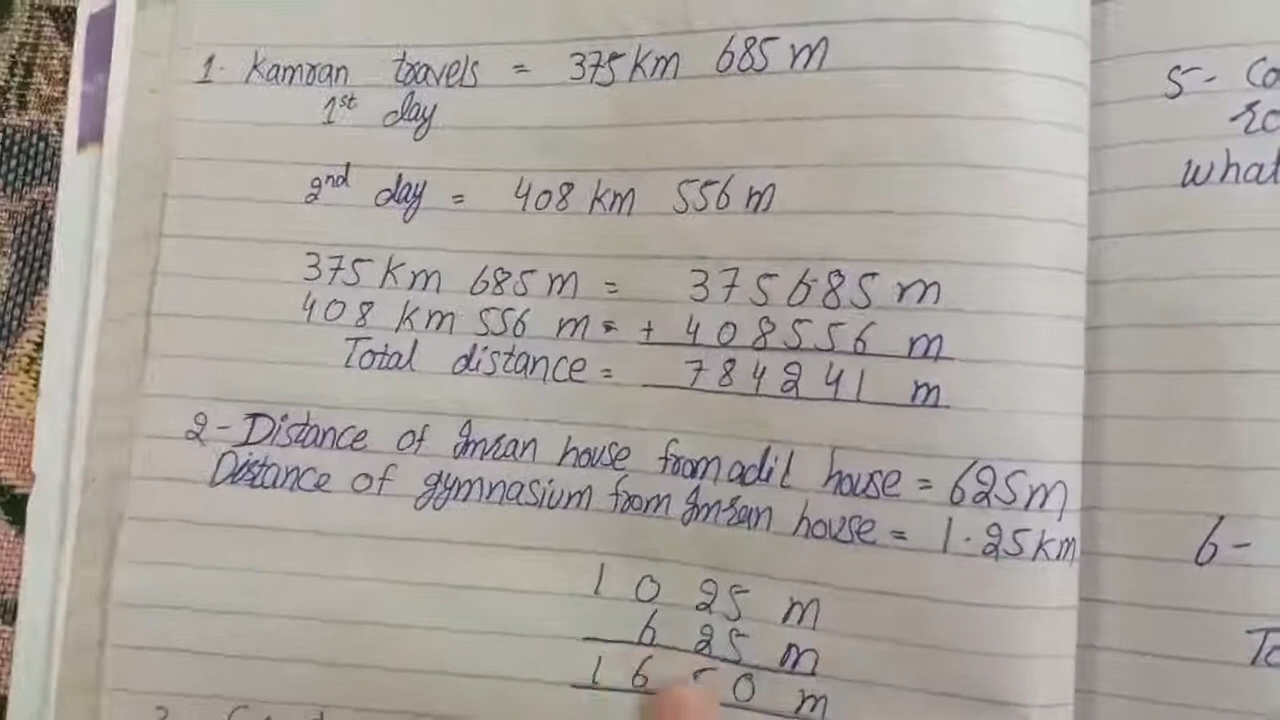 1. Kamran travels = 375 km 685 m
1st day
2nd day = 408 km 556 m
375 km 685 m = 375685 m
408 km 556 m = + 408556 m
Total distance = 784241 m
2 - Distance of Imran house from adil house = 625m
Distance of gymnasium from Imran house = 1.25 km
1025 m
625 m
1650 m
5 - Co
what
6 -
To